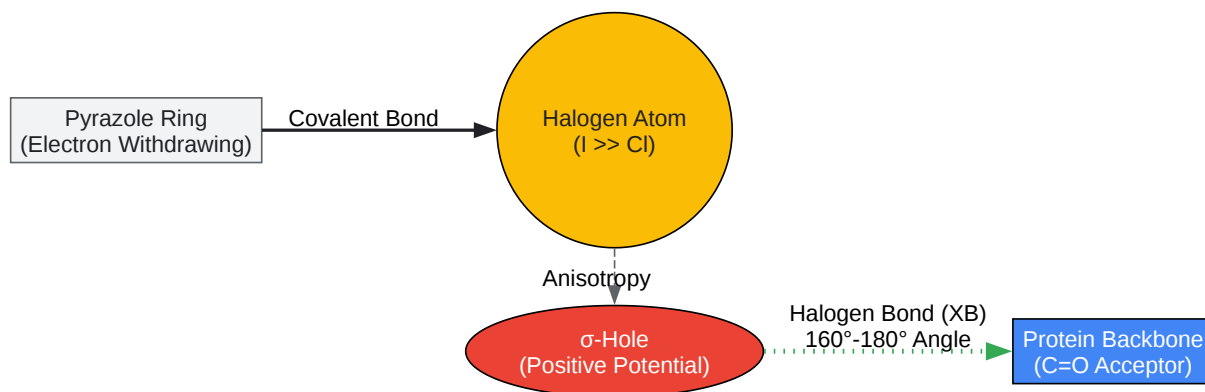 Pyrazole Ring
(Electron Withdrawing)
Covalent Bond
Halogen Atom
(I >> Cl)
Anisotropy
σ-Hole
(Positive Potential)
Halogen Bond (XB)
160°-180° Angle
Protein Backbone
(C=O Acceptor)